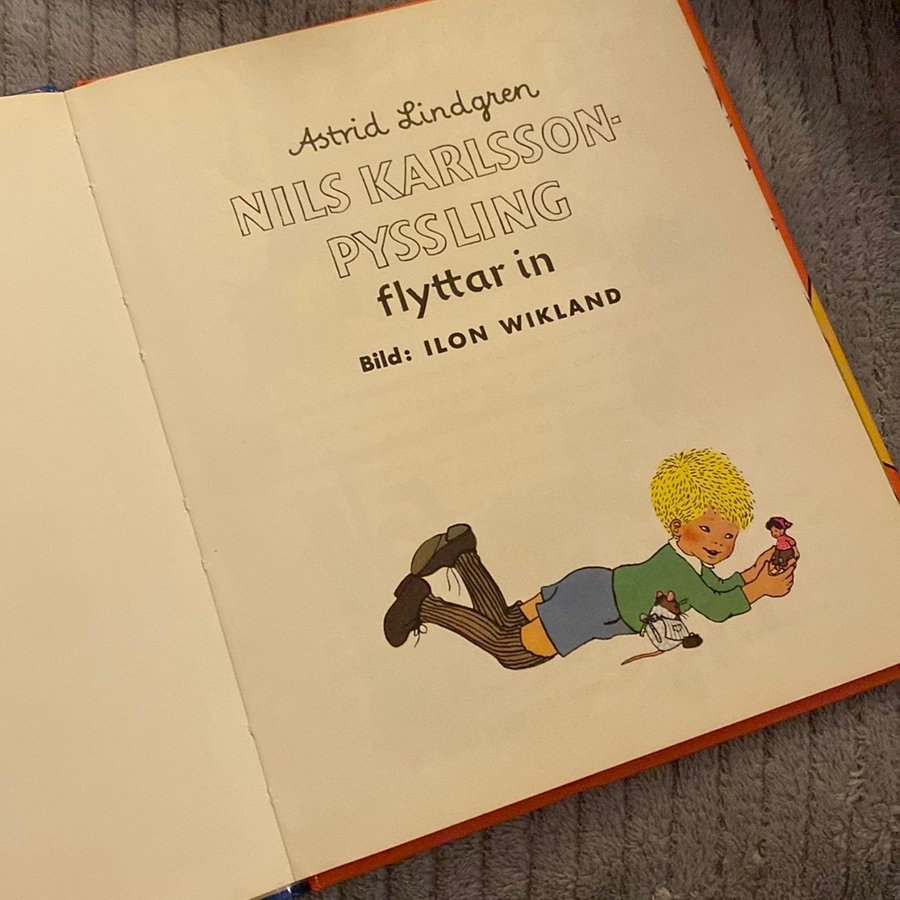 Astrid Lindgren
NILS KARLSSON-
PYSSLING
flyttar in
Bild: ILON WIKLAND